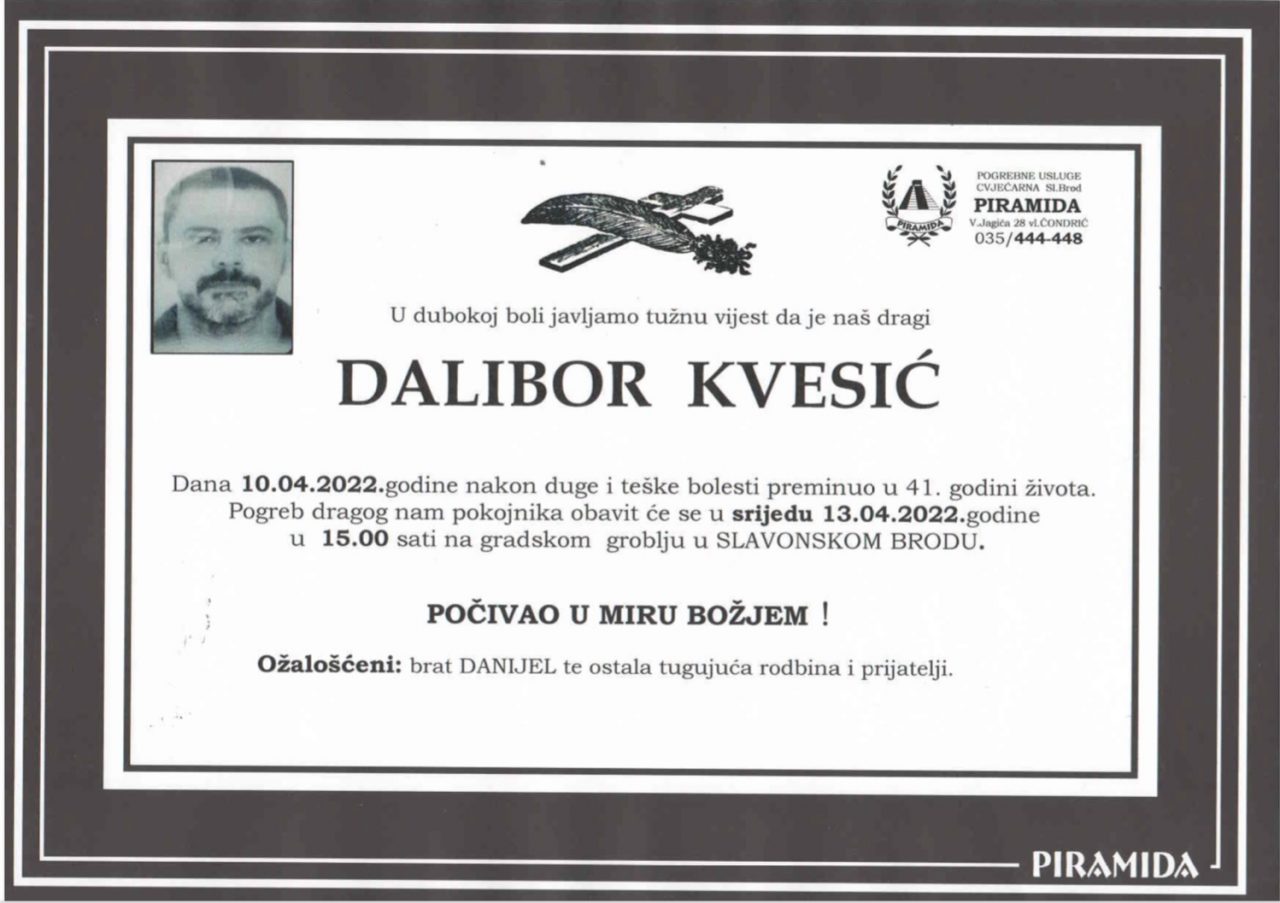 POGREBNE USLUGE
CVJEĆARNA Sl.Brod
PIRAMIDA
V.Jagića 28 vl.ČONDRIĆ
035/444-448
PIRAMIDA
U dubokoj boli javljamo tužnu vijest da je naš dragi
DALIBOR KVESIĆ
Dana 10.04.2022.godine nakon duge i teške bolesti preminuo u 41. godini života.
Pogreb dragog nam pokojnika obavit će se u srijedu 13.04.2022.godine
u 15.00 sati na gradskom groblju u SLAVONSKOM BRODU.
POČIVAO U MIRU BOŽJEM !
Ožalošćeni: brat DANIJEL te ostala tugujuća rodbina i prijatelji.
PIRAMIDA